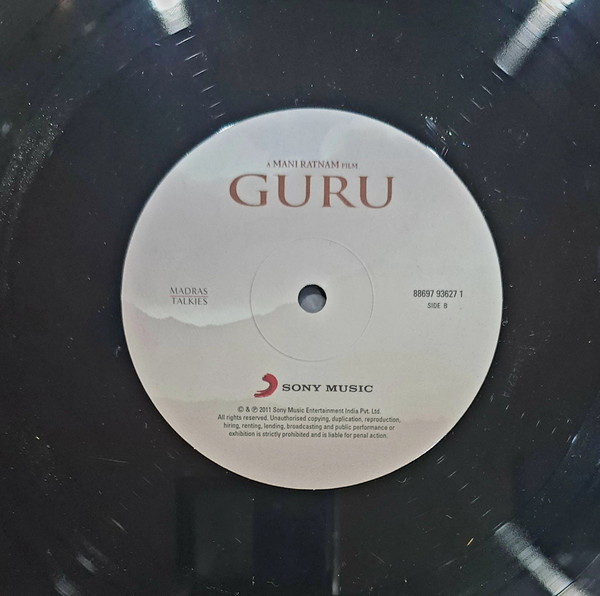 A MANI RATNAM FILM
GURU
MADRAS
TALKIES
88697 93627 1
SIDE B
SONY MUSIC
© & ℗ 2011 Sony Music Entertainment India Pvt. Ltd.
All rights reserved. Unauthorised copying, duplication, reproduction,
hiring, renting, landing, broadcasting and public performance or
exhibition is strictly prohibited and is liable for penal action.